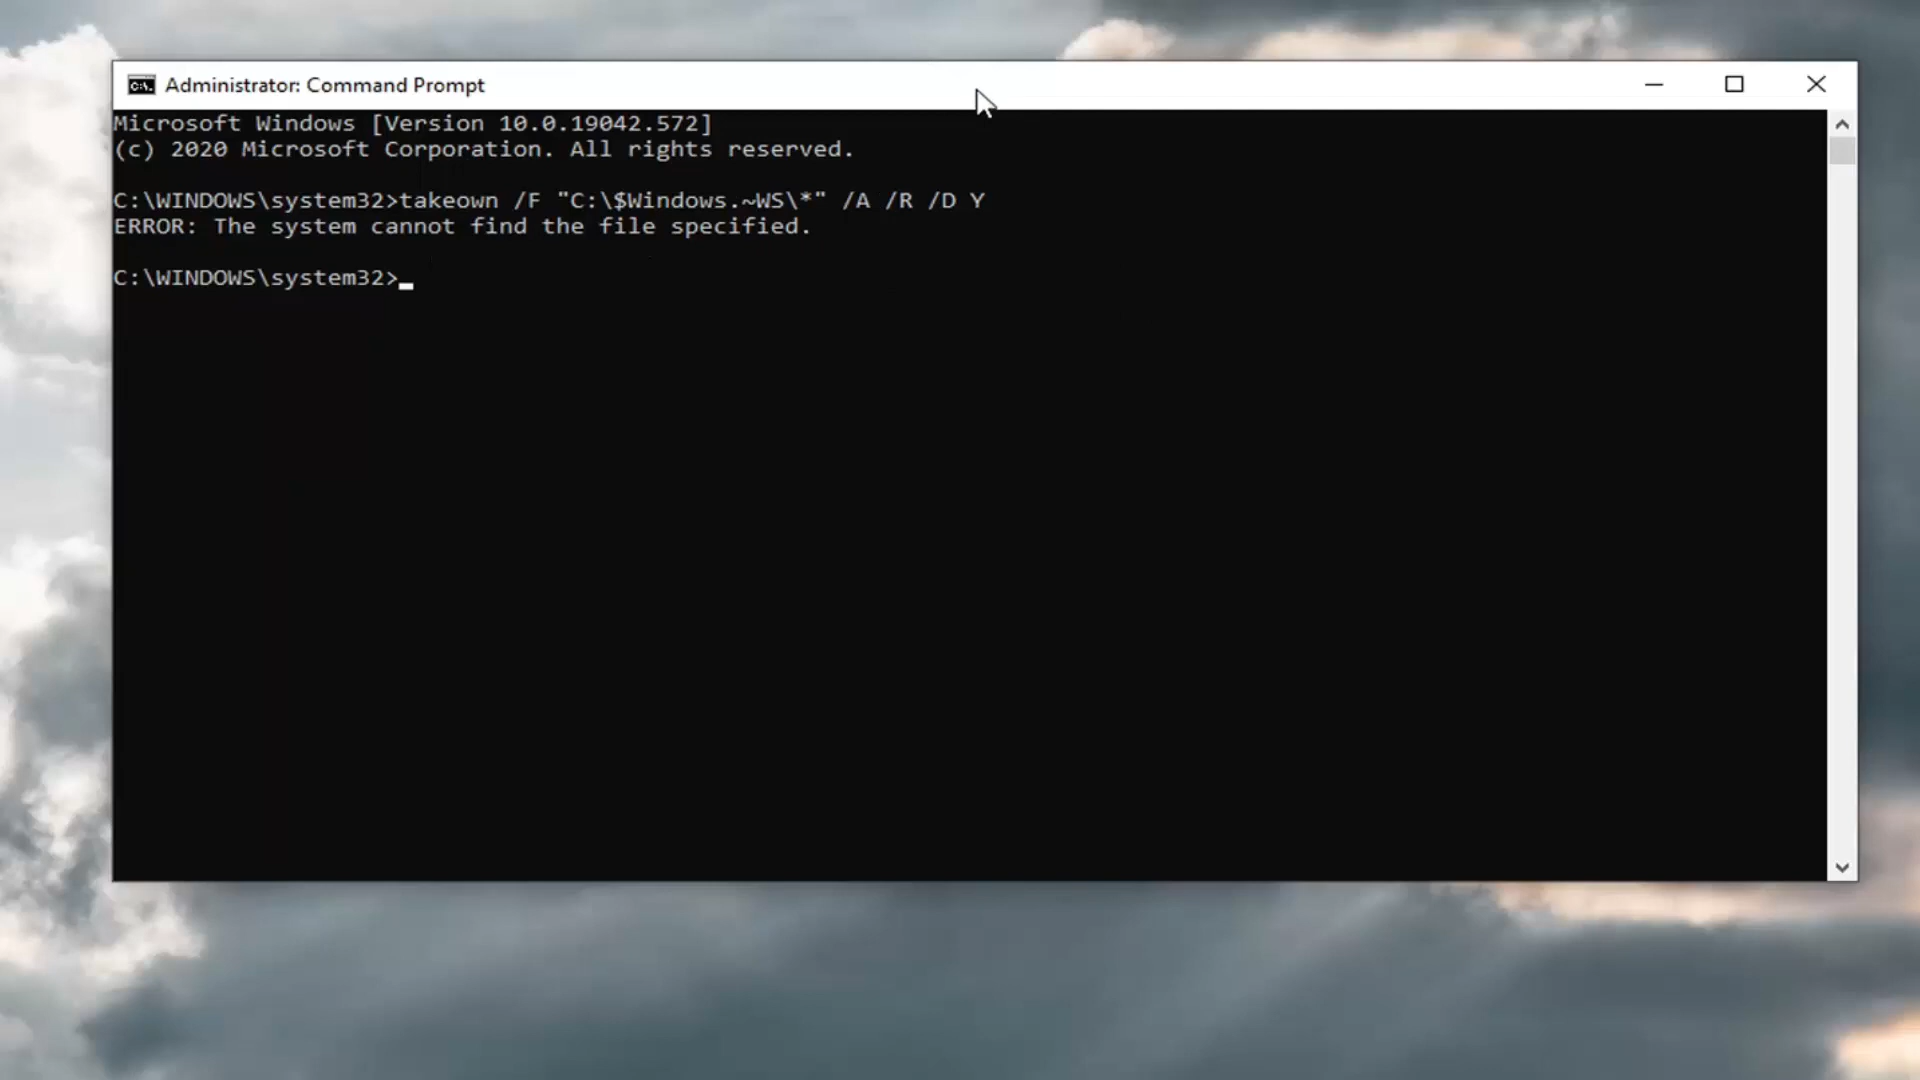 Administrator: Command Prompt
Microsoft Windows [Version 10.0.19042.572]
(c) 2020 Microsoft Corporation. All rights reserved.
C:\WINDOWS\system32>takeown /F "C:\$Windows.~WS\*" /A /R /D Y
ERROR: The system cannot find the file specified.
C:\WINDOWS\system32>